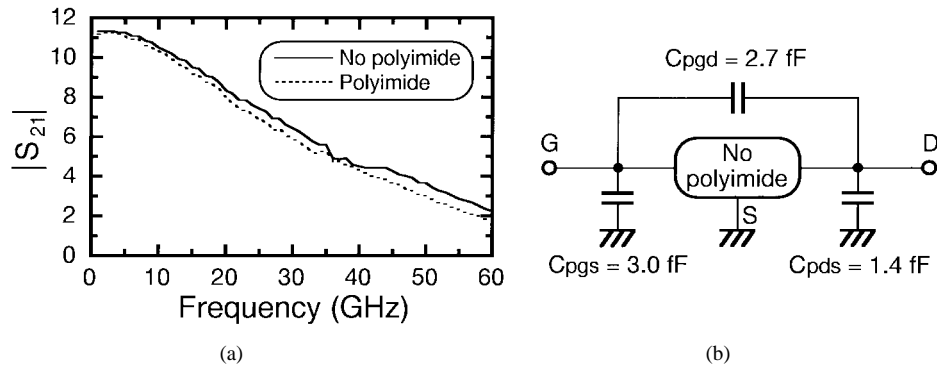 12
10
8
6
4
2
0
|S21|
No polyimide
Polyimide
0 10 20 30 40 50 60
Frequency (GHz)
(a)
Cpgd = 2.7 fF
G
D
No
polyimide
S
Cpgs = 3.0 fF
Cpds = 1.4 fF
(b)